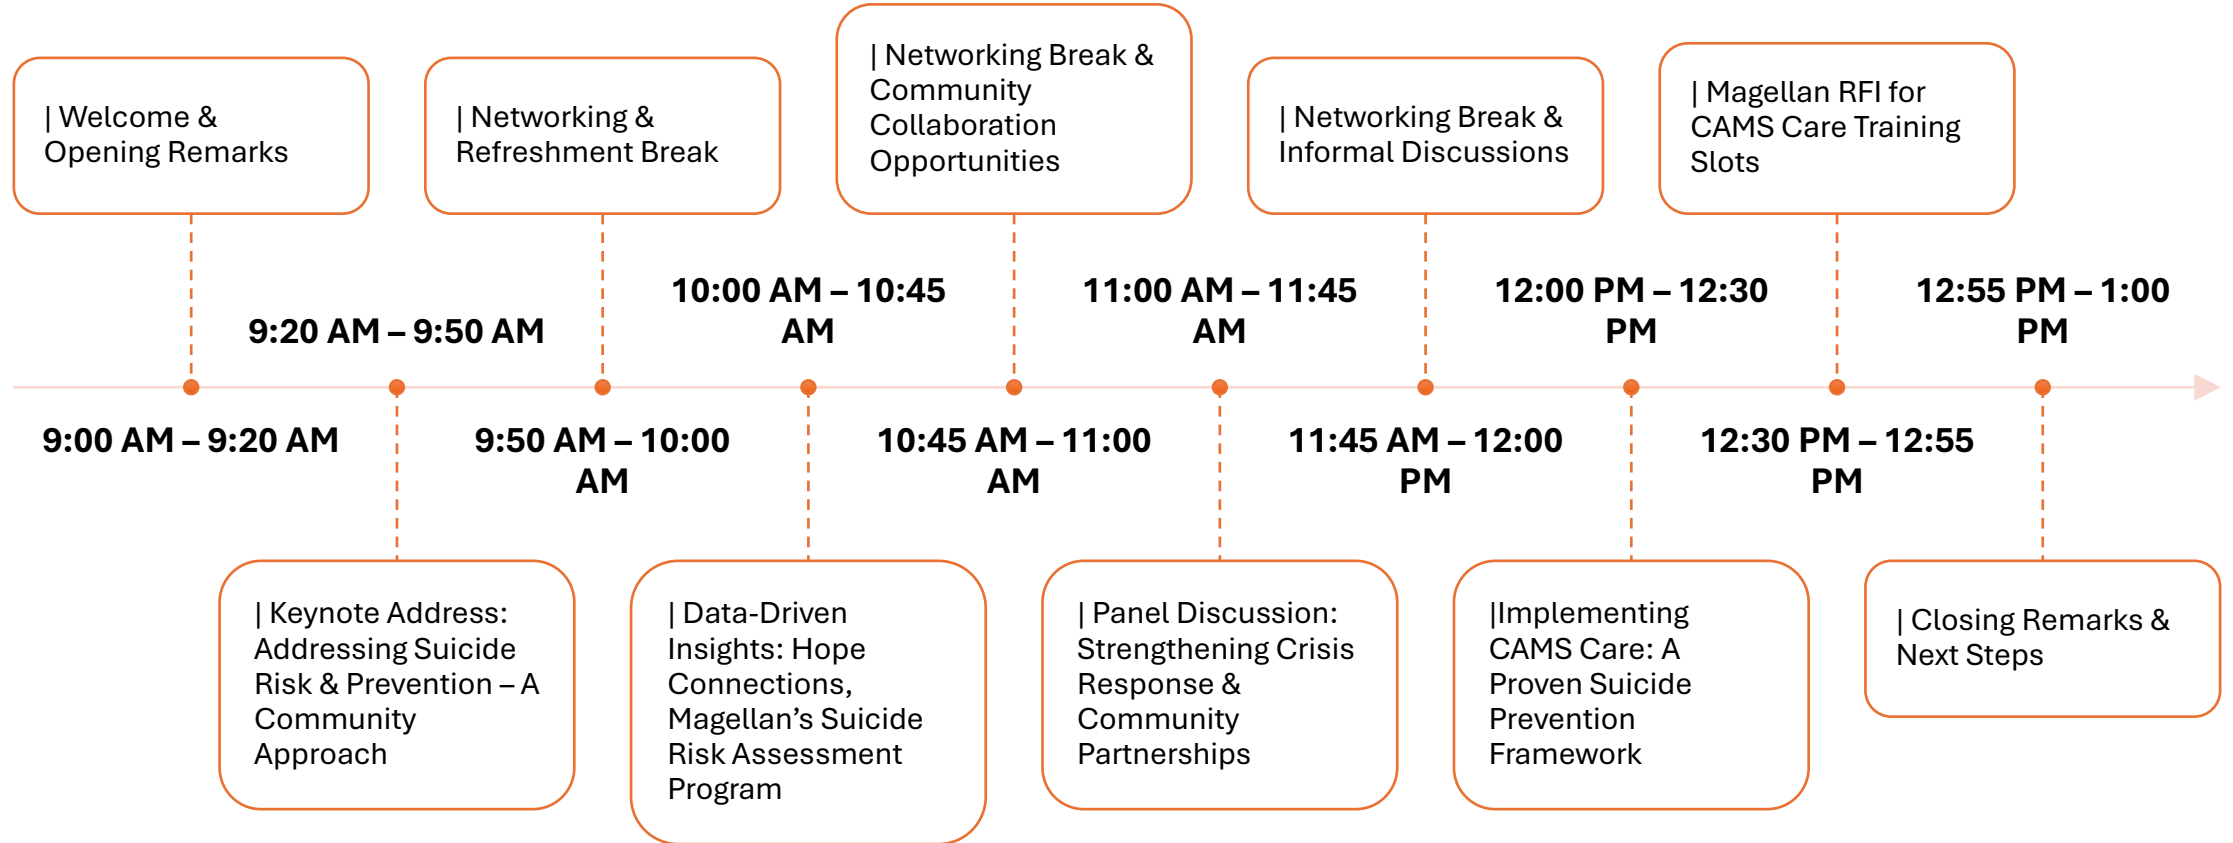 | Welcome &
Opening Remarks
9:00 AM – 9:20 AM
9:20 AM – 9:50 AM
| Keynote Address:
Addressing Suicide
Risk & Prevention – A
Community
Approach
| Networking &
Refreshment Break
9:50 AM – 10:00
AM
10:00 AM – 10:45
AM
| Data-Driven
Insights: Hope
Connections,
Magellan’s Suicide
Risk Assessment
Program
| Networking Break &
Community
Collaboration
Opportunities
10:45 AM – 11:00
AM
11:00 AM – 11:45
AM
| Panel Discussion:
Strengthening Crisis
Response &
Community
Partnerships
| Networking Break &
Informal Discussions
11:45 AM – 12:00
PM
12:00 PM – 12:30
PM
|Implementing
CAMS Care: A
Proven Suicide
Prevention
Framework
| Magellan RFI for
CAMS Care Training
Slots
12:30 PM – 12:55
PM
12:55 PM – 1:00
PM
| Closing Remarks &
Next Steps